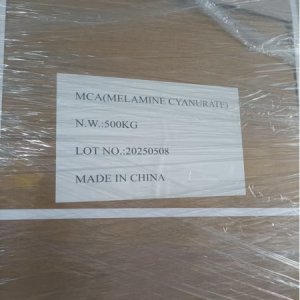 MCA(MELAMINE CYANURATE)
N.W.:500KG
LOT NO.:20250508
MADE IN CHINA